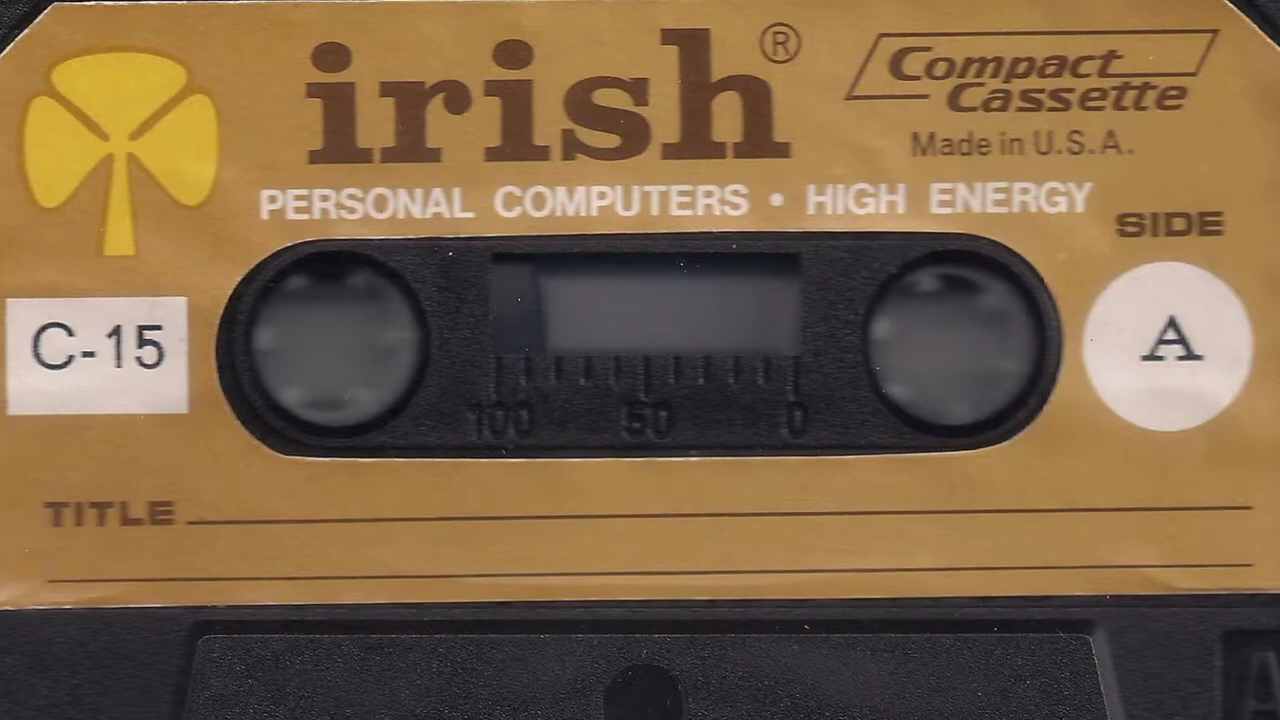 irish®
Compact
Cassette
Made in U.S.A.
PERSONAL COMPUTERS • HIGH ENERGY
SIDE
C-15
A
100 50 0
TITLE
A